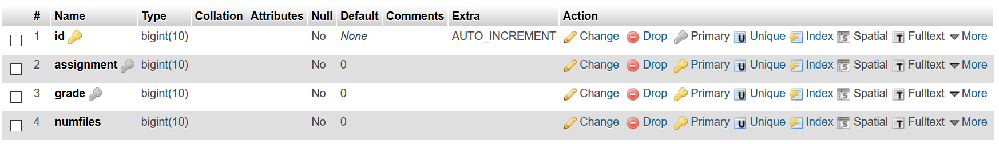 # Name Type Collation Attributes Null Default Comments Extra Action
1 id bigint(10) No None AUTO_INCREMENT Change Drop Primary Unique Index Spatial Fulltext More
2 assignment bigint(10) No 0 Change Drop Primary Unique Index Spatial Fulltext More
3 grade bigint(10) No 0 Change Drop Primary Unique Index Spatial Fulltext More
4 numfiles bigint(10) No 0 Change Drop Primary Unique Index Spatial Fulltext More